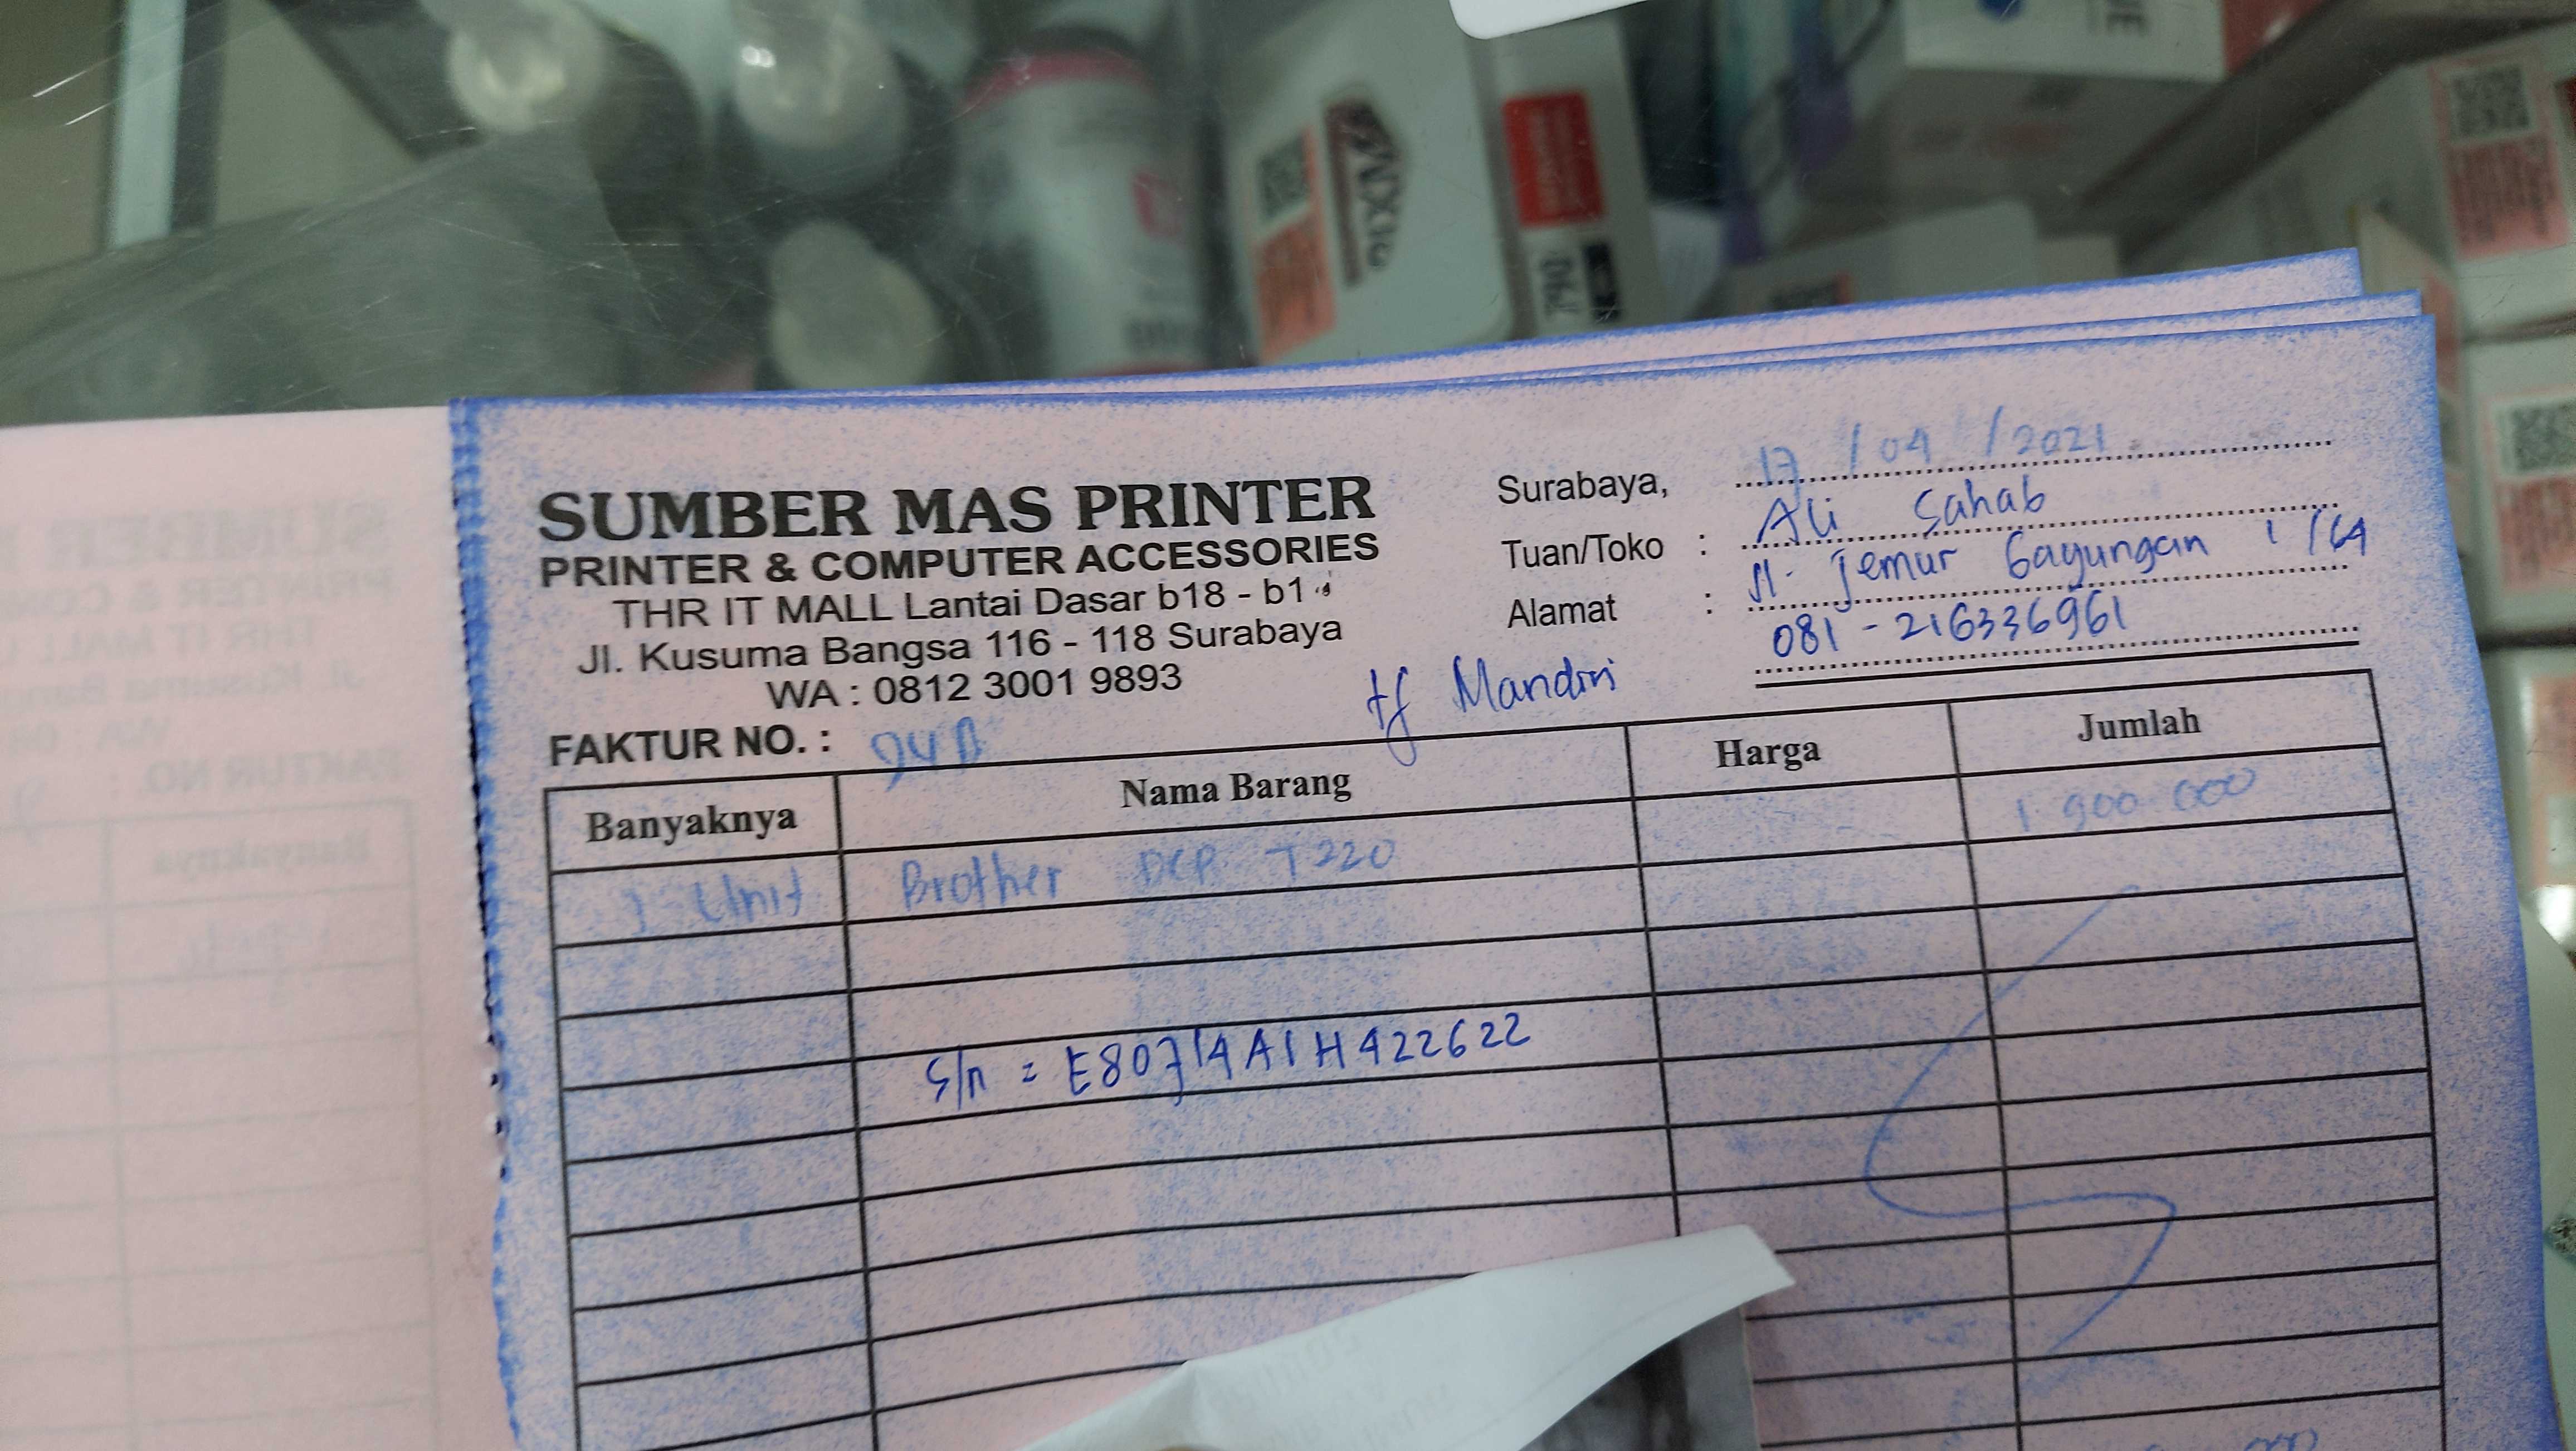 SUMBER MAS PRINTER
PRINTER & COMPUTER ACCESSORIES
THR IT MALL Lantai Dasar b18 - b1
Jl. Kusuma Bangsa 116 - 118 Surabaya
WA : 0812 3001 9893
Surabaya, 17 / 04 / 2021
Tuan/Toko : Ali Sahab
Alamat : Jl. Jemur Gayungan 1 / 64
081 - 216336961
tf Mandiri
FAKTUR NO. :
Banyaknya Nama Barang Harga Jumlah
1 Unit Brother DCP T220 1 900 000
S/n = E80714A1H422622